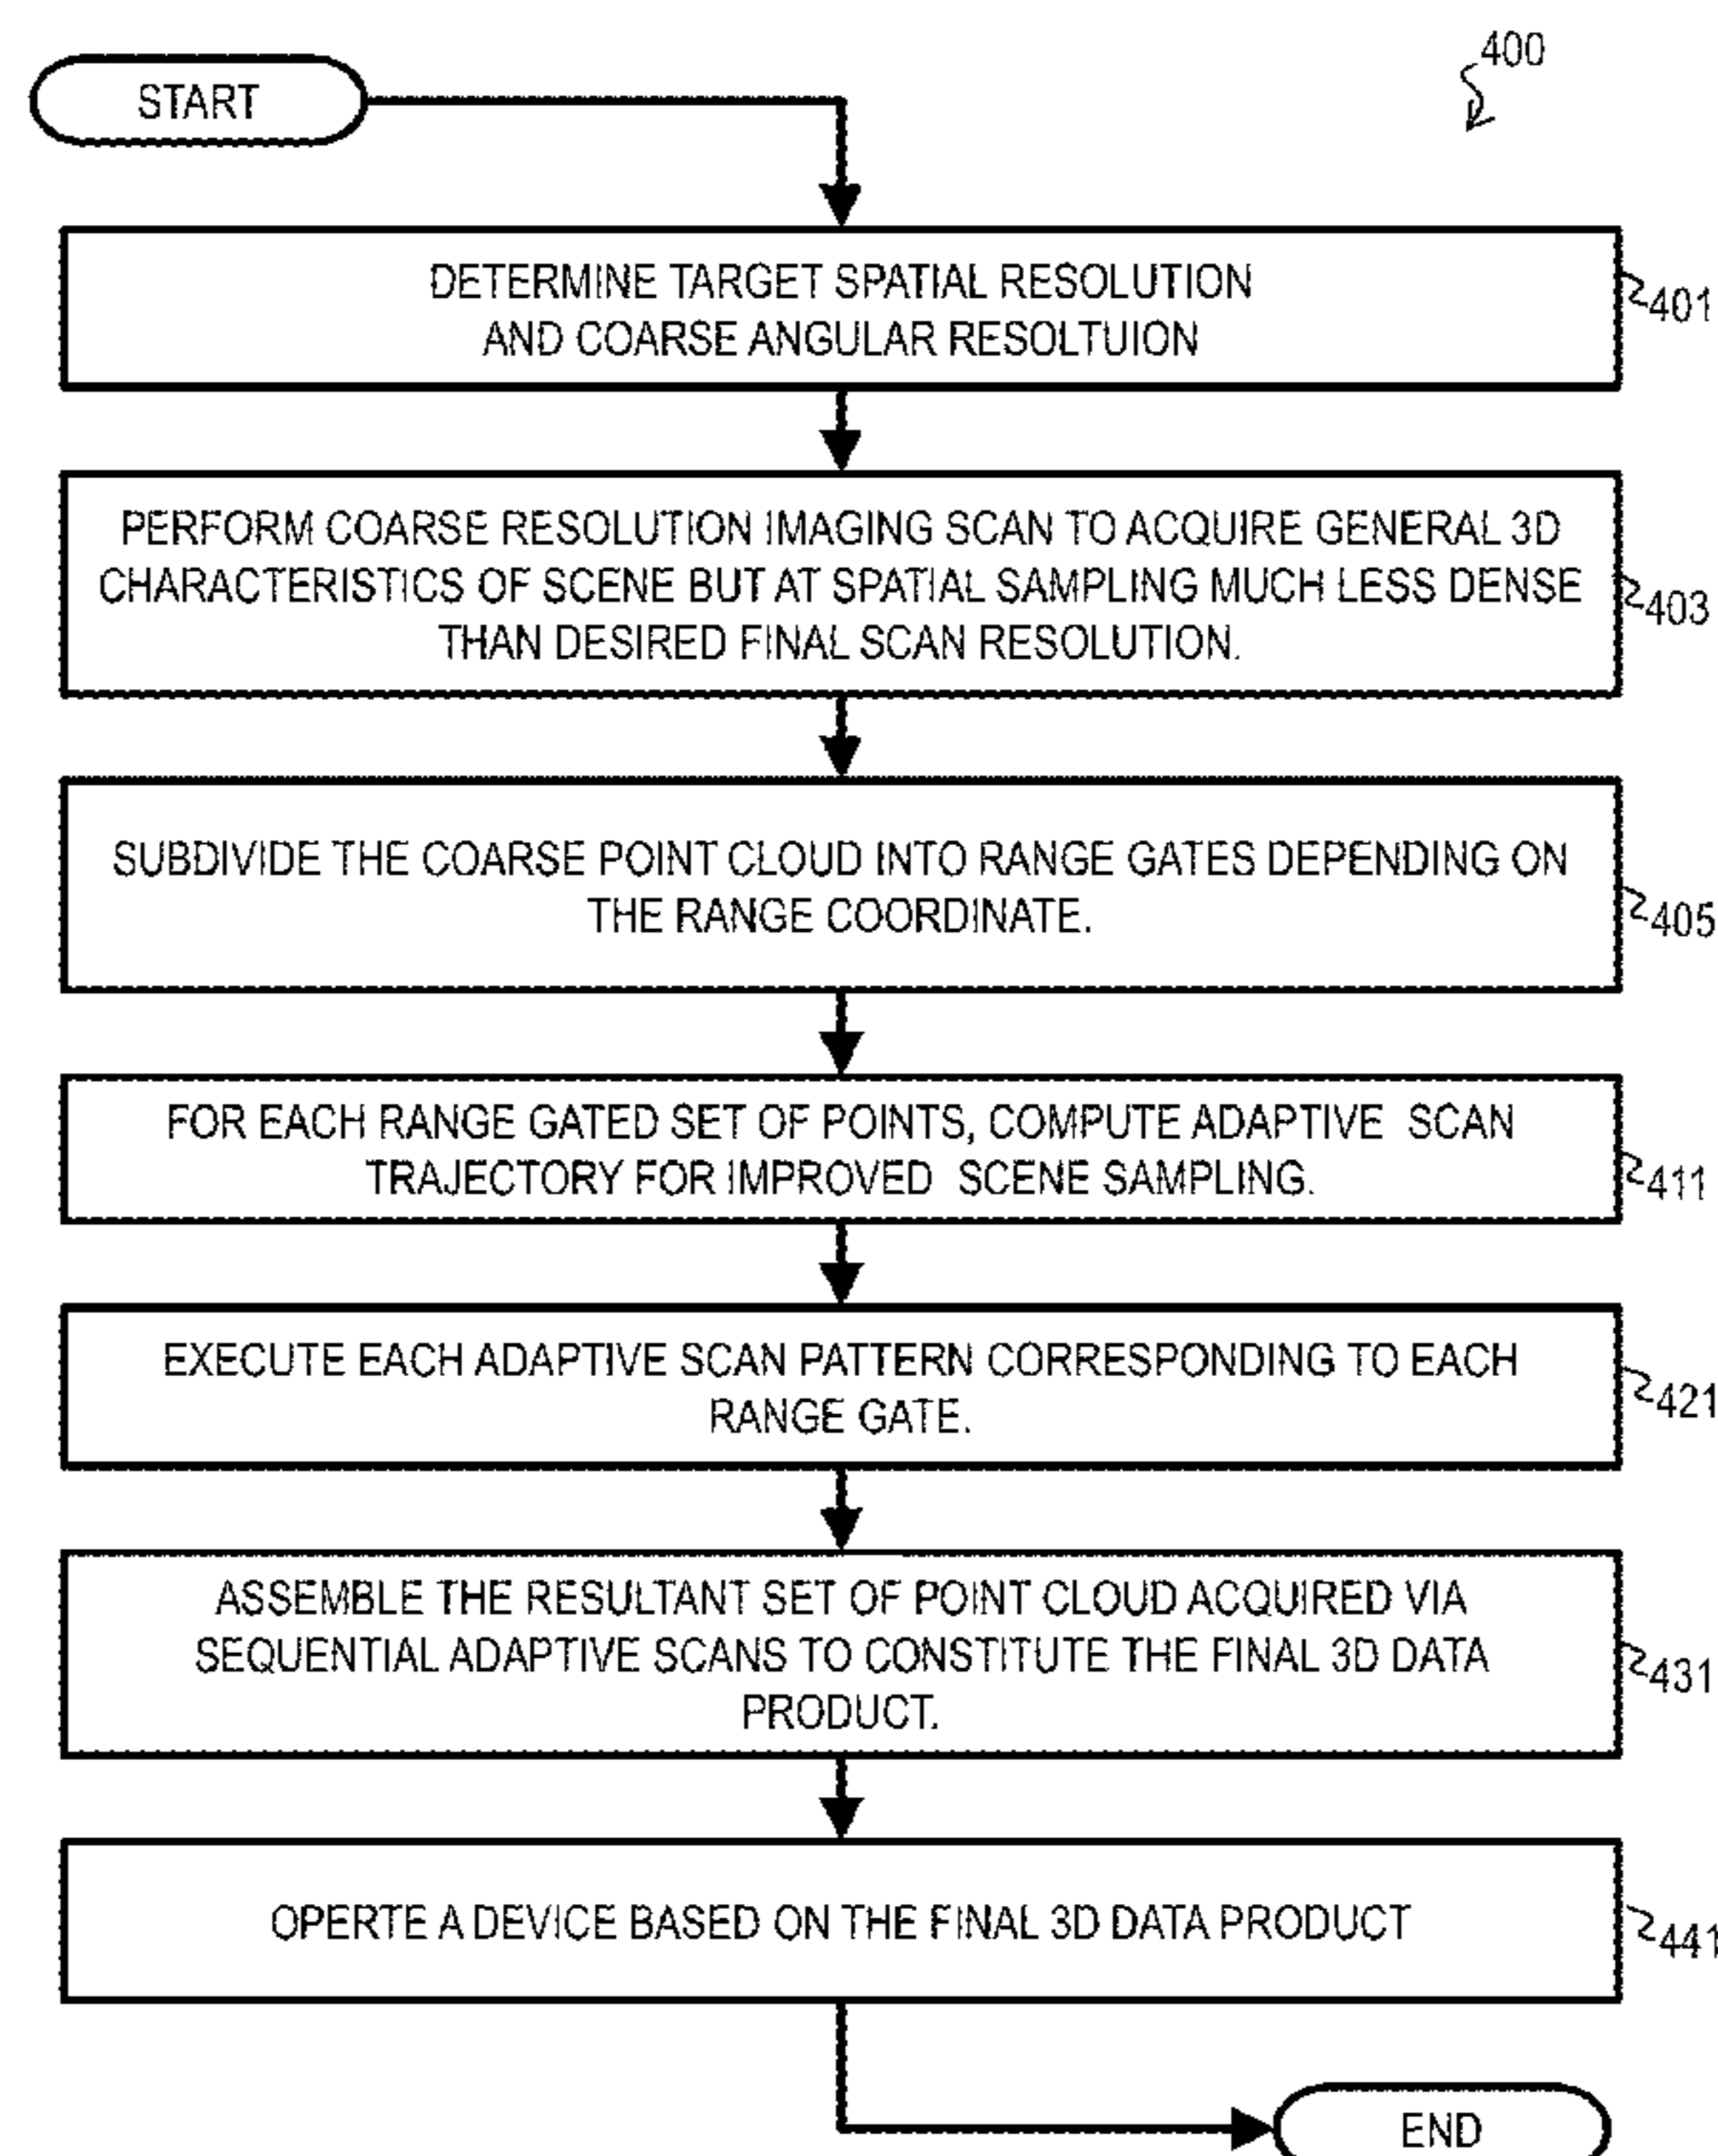 400
START
DETERMINE TARGET SPATIAL RESOLUTION
AND COARSE ANGULAR RESOLTUION
401
PERFORM COARSE RESOLUTION IMAGING SCAN TO ACQUIRE GENERAL 3D
CHARACTERISTICS OF SCENE BUT AT SPATIAL SAMPLING MUCH LESS DENSE
THAN DESIRED FINAL SCAN RESOLUTION.
403
SUBDIVIDE THE COARSE POINT CLOUD INTO RANGE GATES DEPENDING ON
THE RANGE COORDINATE.
405
FOR EACH RANGE GATED SET OF POINTS, COMPUTE ADAPTIVE SCAN
TRAJECTORY FOR IMPROVED SCENE SAMPLING.
411
EXECUTE EACH ADAPTIVE SCAN PATTERN CORRESPONDING TO EACH
RANGE GATE.
421
ASSEMBLE THE RESULTANT SET OF POINT CLOUD ACQUIRED VIA
SEQUENTIAL ADAPTIVE SCANS TO CONSTITUTE THE FINAL 3D DATA
PRODUCT.
431
OPERTE A DEVICE BASED ON THE FINAL 3D DATA PRODUCT
441
END